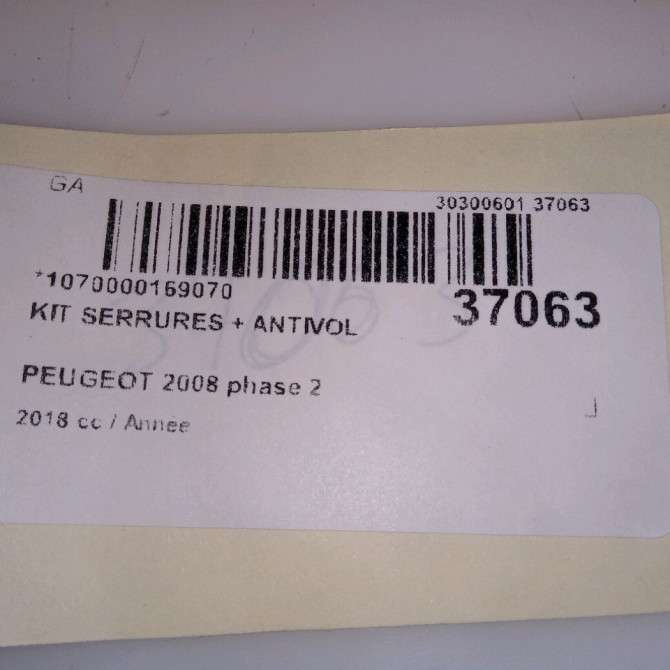 GA
30300601 37063
*1070000169070
37063
KIT SERRURES + ANTIVOL
PEUGEOT 2008 phase 2
2018 cc / Année